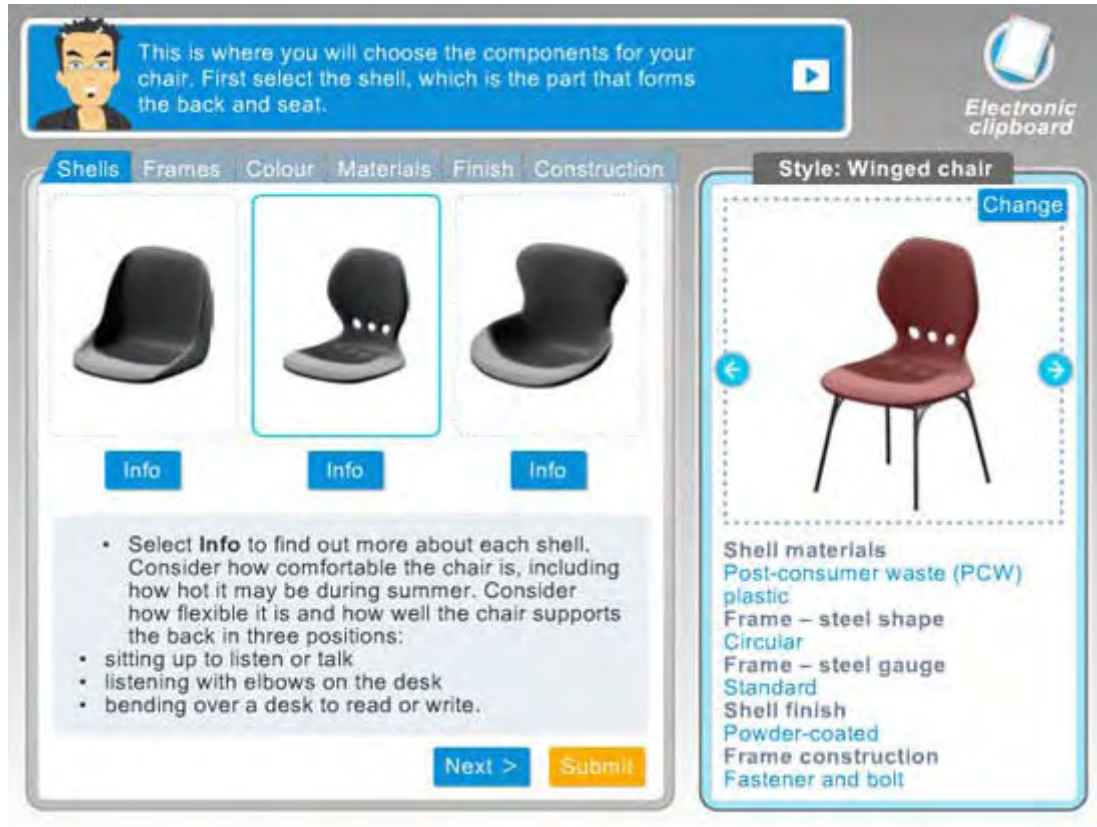 This is where you will choose the components for your
chair. First select the shell, which is the part that forms
the back and seat.
Electronic
clipboard
Shells Frames Colour Materials Finish Construction
Info Info Info
• Select Info to find out more about each shell.
Consider how comfortable the chair is, including
how hot it may be during summer. Consider
how flexible it is and how well the chair supports
the back in three positions:
• sitting up to listen or talk
• listening with elbows on the desk
• bending over a desk to read or write.
Next > Submit
Style: Winged chair
Change
Shell materials
Post-consumer waste (PCW)
plastic
Frame – steel shape
Circular
Frame – steel gauge
Standard
Shell finish
Powder-coated
Frame construction
Fastener and bolt